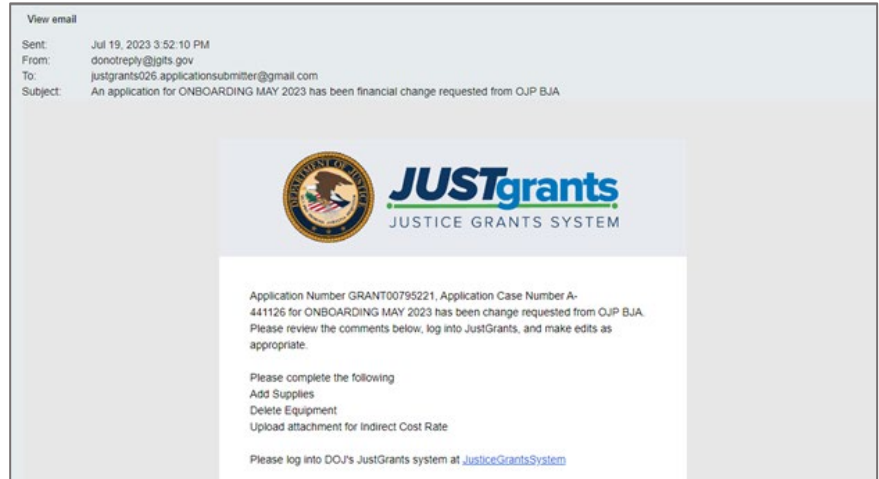 View email
Sent: Jul 19, 2023 3:52:10 PM
From: donotreply@jgits.gov
To: justgrants026.applicationsubmitter@gmail.com
Subject: An application for ONBOARDING MAY 2023 has been financial change requested from OJP BJA
DEPARTMENT OF JUSTICE
JUSTgrants
JUSTICE GRANTS SYSTEM
Application Number GRANT00795221, Application Case Number A-
441126 for ONBOARDING MAY 2023 has been change requested from OJP BJA.
Please review the comments below, log into JustGrants, and make edits as
appropriate.
Please complete the following
Add Supplies
Delete Equipment
Upload attachment for Indirect Cost Rate
Please log into DOJ's JustGrants system at JusticeGrantsSystem